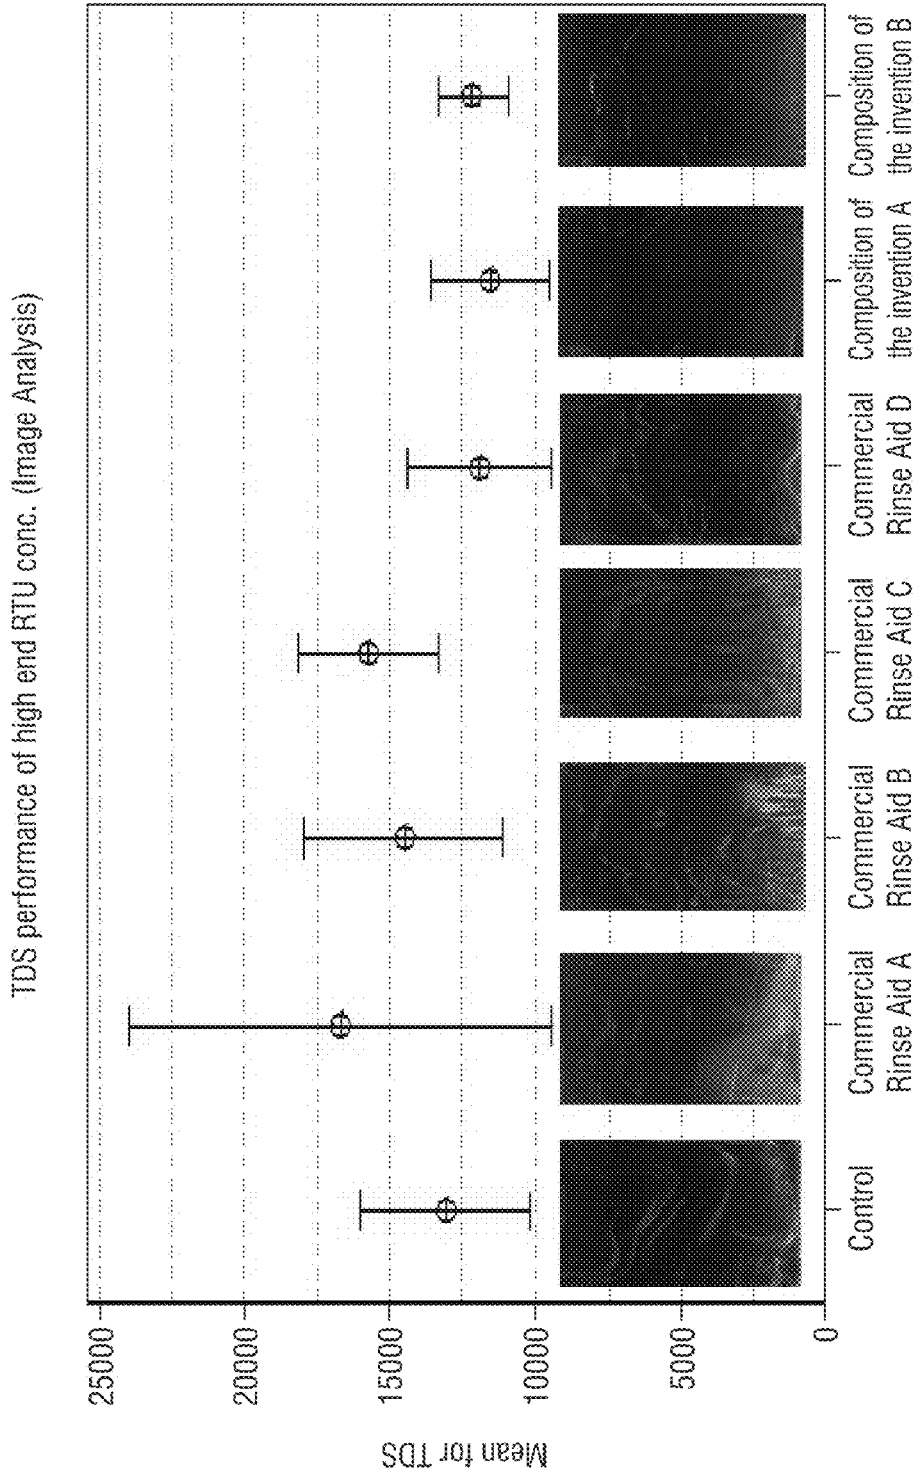 TDS performance of high end RTU conc. (Image Analysis)
Mean for TDS
25000
20000
15000
10000
5000
0
Control
Commercial
Rinse Aid A
Commercial
Rinse Aid B
Commercial
Rinse Aid C
Commercial
Rinse Aid D
Composition of
the invention A
Composition of
the invention B